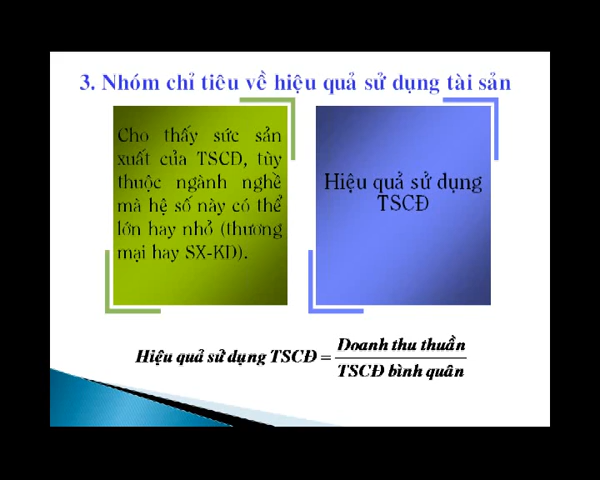 3. Nhóm chỉ tiêu về hiệu quả sử dụng tài sản
Cho thấy sức sản
xuất của TSCĐ, tùy
thuộc ngành nghề
mà hệ số này có thể
lớn hay nhỏ (thương
mại hay SX-KD).
Hiệu quả sử dụng
TSCĐ
Hiệu quả sử dụng TSCĐ = Doanh thu thuần
TSCĐ bình quân